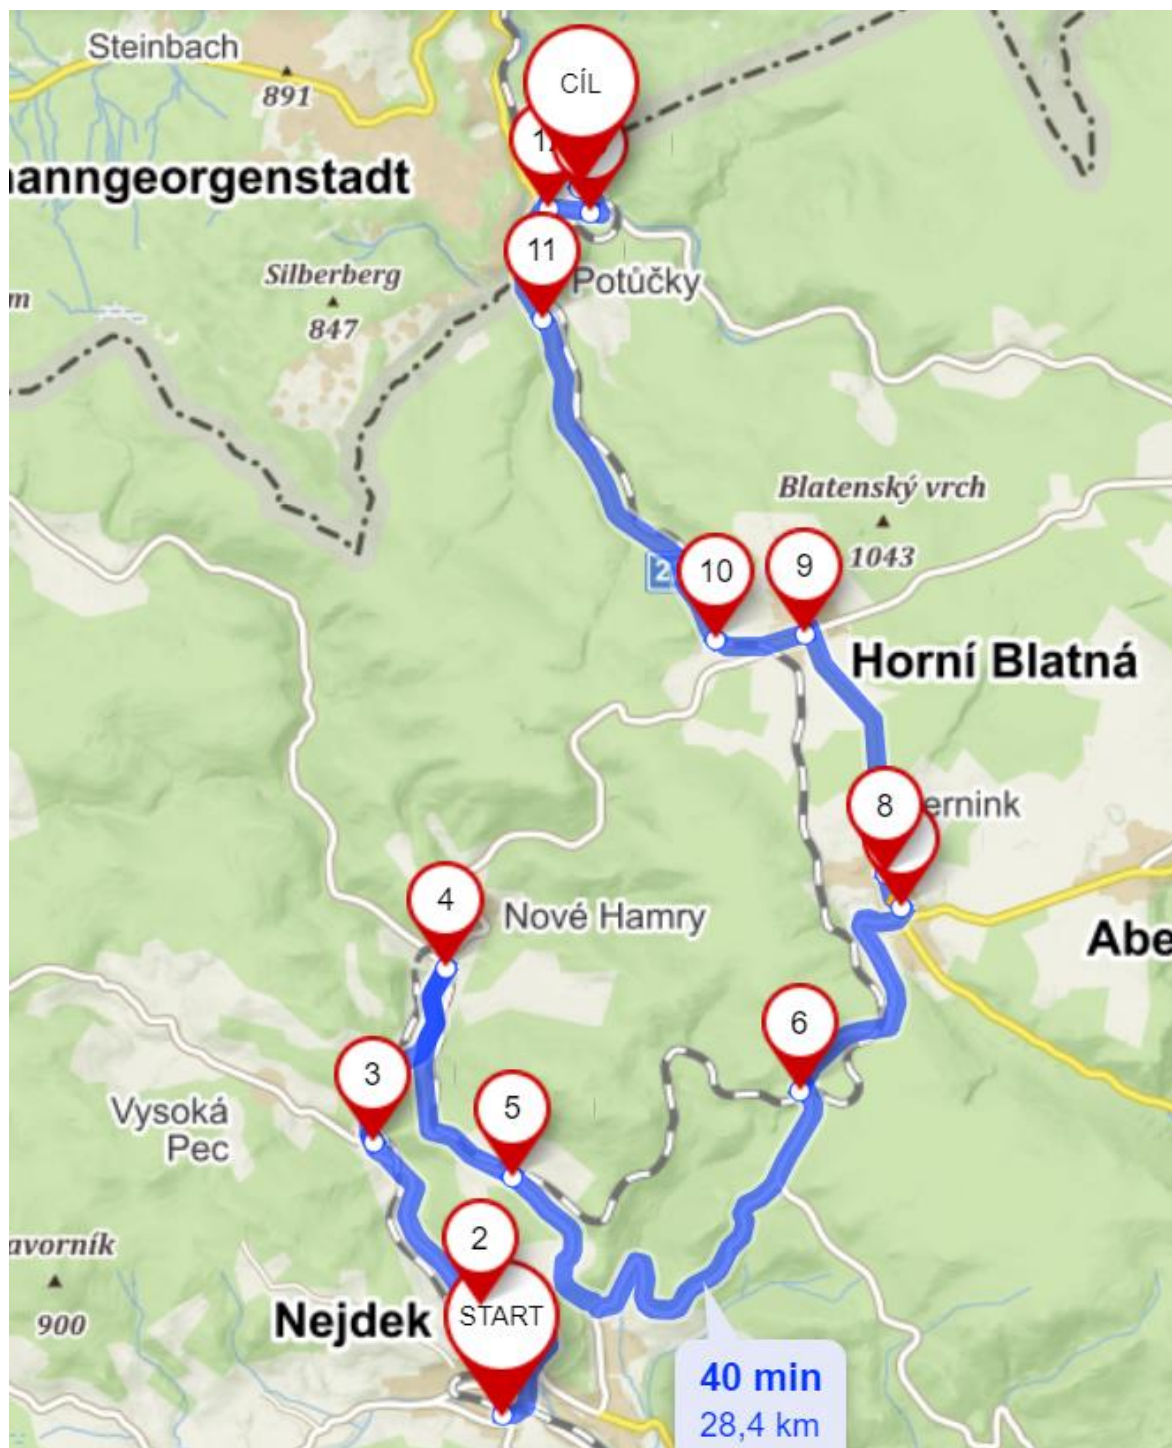 Steinbach
891
CÍL
anngeorgenstadt
11
Silberberg
847
Potůčky
m
Blatenský vrch
1043
2
10
9
Horní Blatná
8
ernink
4
Nové Hamry
Abe
6
3
5
Vysoká
Pec
2
avorník
900
Nejdek
START
40 min
28,4 km